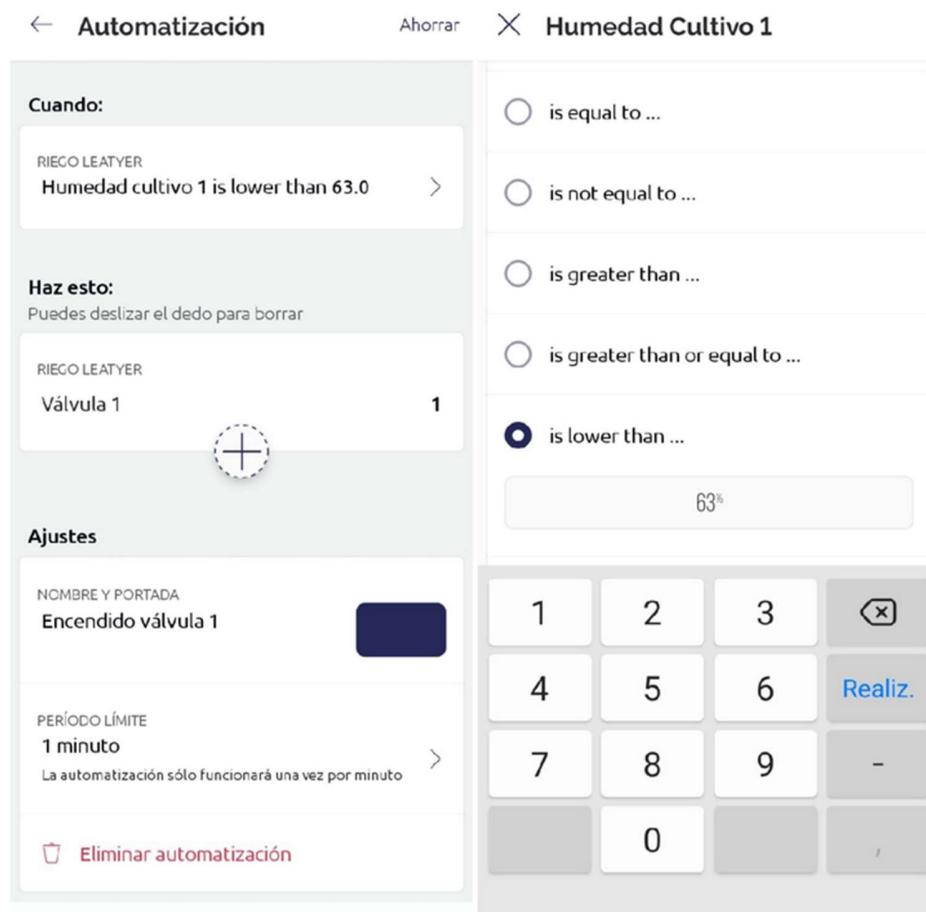 Automatización
Ahorrar
Cuando:
RIEGO LEATYER
Humedad cultivo 1 is lower than 63.0
Haz esto:
Puedes deslizar el dedo para borrar
RIEGO LEATYER
Válvula 1
1
Ajustes
NOMBRE Y PORTADA
Encendido válvula 1
PERÍODO LÍMITE
1 minuto
La automatización sólo funcionará una vez por minuto
Eliminar automatización
Humedad Cultivo 1
is equal to ...
is not equal to ...
is greater than ...
is greater than or equal to ...
is lower than ...
63%
1 2 3
4 5 6 Realiz.
7 8 9 -
0 ,